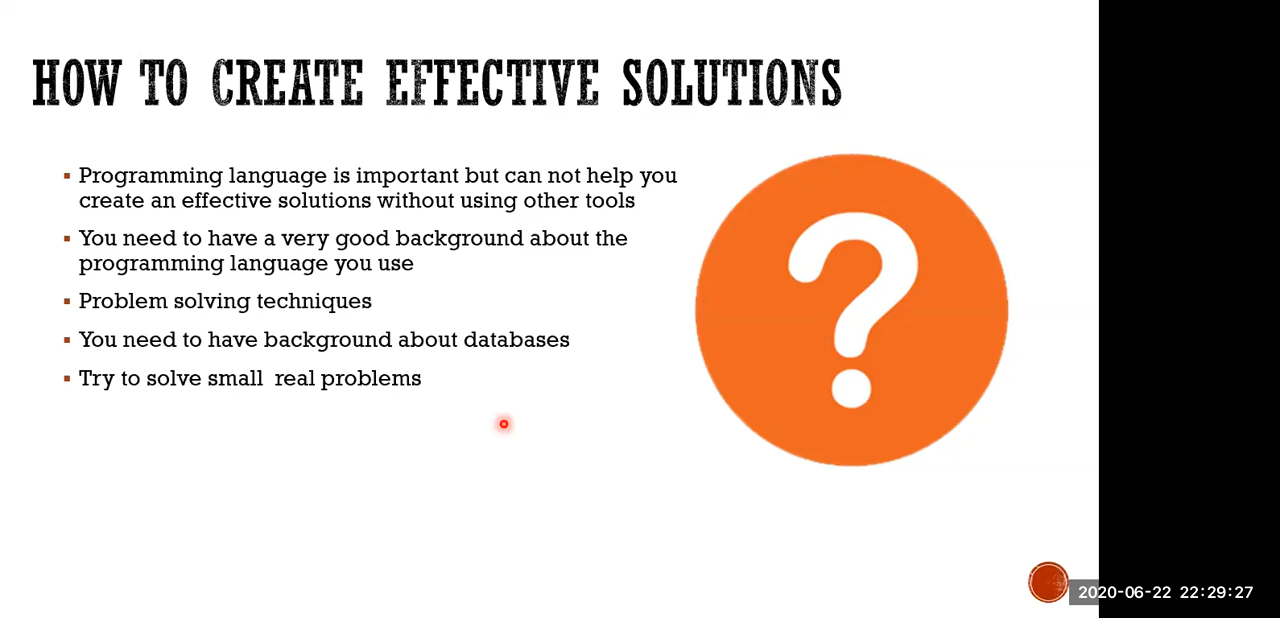 HOW TO CREATE EFFECTIVE SOLUTIONS
▪ Programming language is important but can not help you
create an effective solutions without using other tools
▪ You need to have a very good background about the
programming language you use
▪ Problem solving techniques
▪ You need to have background about databases
▪ Try to solve small  real problems
?
2020-06-22 22:29:27